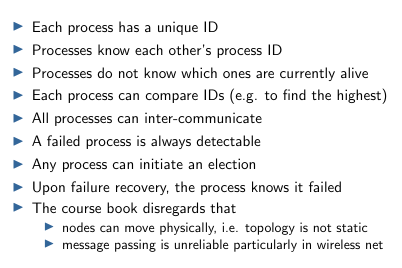 Each process has a unique ID
Processes know each other's process ID
Processes do not know which ones are currently alive
Each process can compare IDs (e.g. to find the highest)
All processes can inter-communicate
A failed process is always detectable
Any process can initiate an election
Upon failure recovery, the process knows it failed
The course book disregards that
nodes can move physically, i.e. topology is not static
message passing is unreliable particularly in wireless net